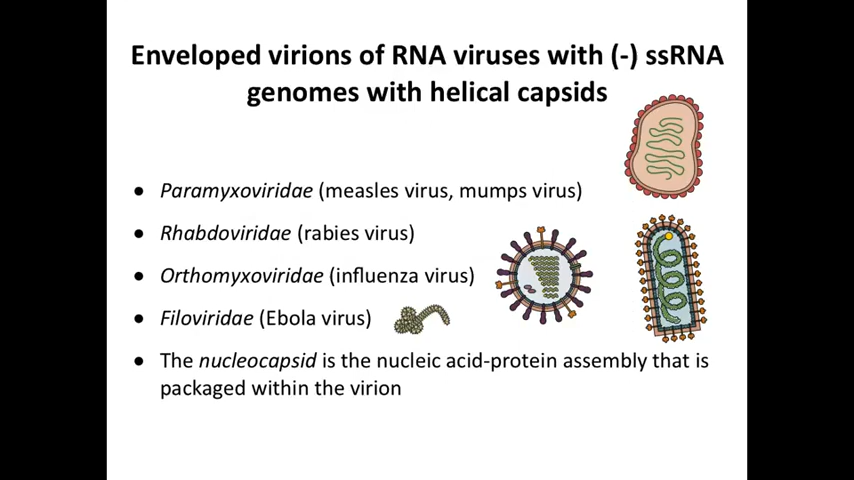 Enveloped virions of RNA viruses with (-) ssRNA
genomes with helical capsids
● Paramyxoviridae (measles virus, mumps virus)
● Rhabdoviridae (rabies virus)
● Orthomyxoviridae (influenza virus)
● Filoviridae (Ebola virus)
● The nucleocapsid is the nucleic acid-protein assembly that is
packaged within the virion